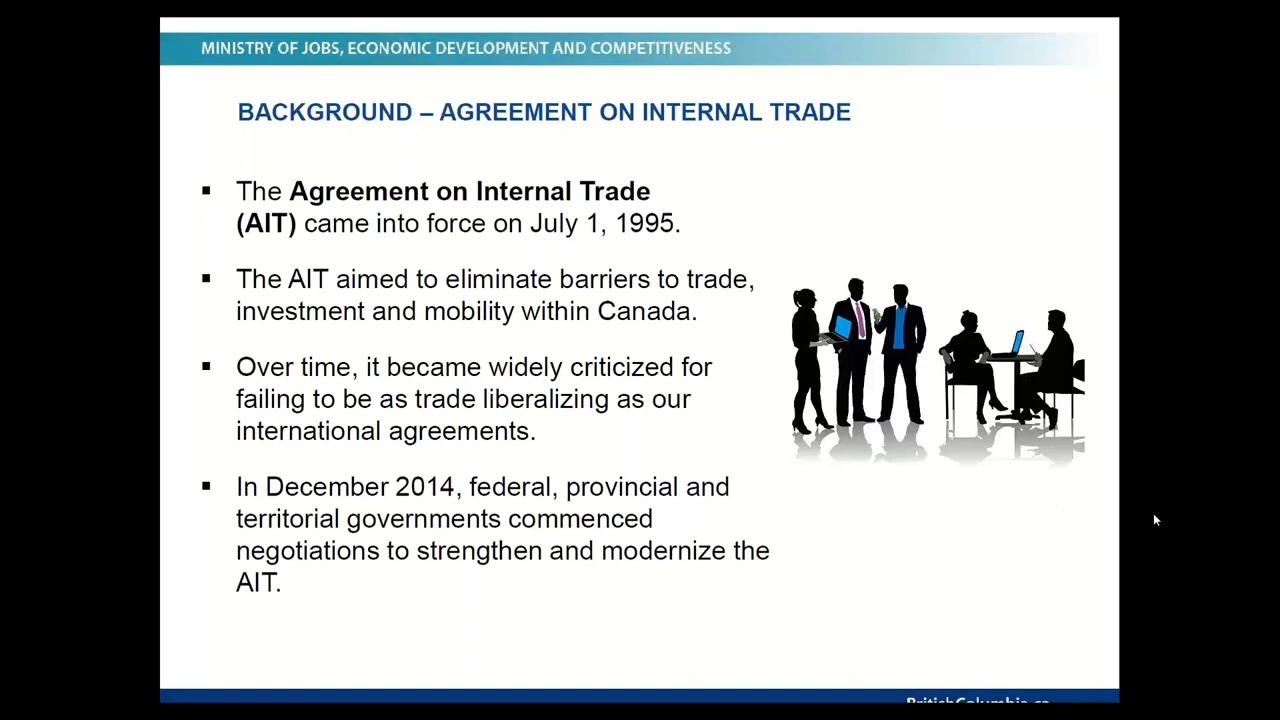 MINISTRY OF JOBS, ECONOMIC DEVELOPMENT AND COMPETITIVENESS
BACKGROUND – AGREEMENT ON INTERNAL TRADE
▪ The Agreement on Internal Trade
(AIT) came into force on July 1, 1995.
▪ The AIT aimed to eliminate barriers to trade,
investment and mobility within Canada.
▪ Over time, it became widely criticized for
failing to be as trade liberalizing as our
international agreements.
▪ In December 2014, federal, provincial and
territorial governments commenced
negotiations to strengthen and modernize the
AIT.
BritishColumbia.ca